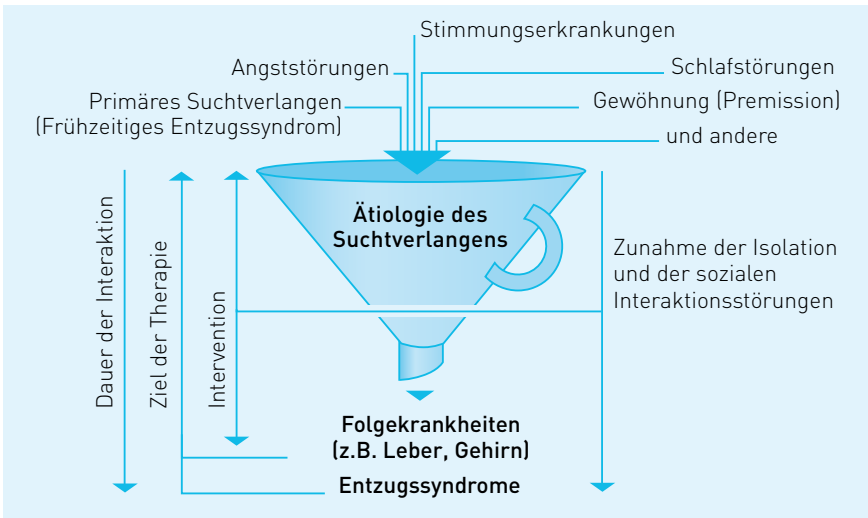 Stimmungserkrankungen
Angststörungen
Schlafstörungen
Primäres Suchtverlangen
(Frühzeitiges Entzugssyndrom)
Gewöhnung (Premission)
und andere
Ätiologie des
Suchtverlangens
Dauer der Interaktion
Ziel der Therapie
Intervention
Zunahme der Isolation
und der sozialen
Interaktionsstörungen
Folgekrankheiten
(z.B. Leber, Gehirn)
Entzugssyndrome